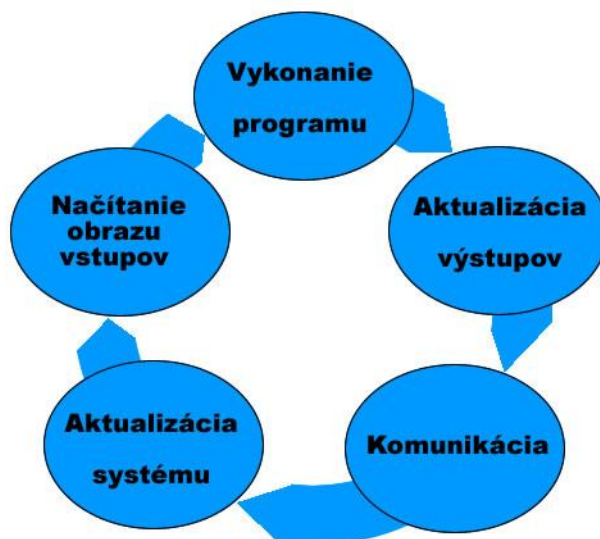 Vykonanie
programu
Načítanie
obrazu
vstupov
Aktualizácia
výstupov
Aktualizácia
systému
Komunikácia